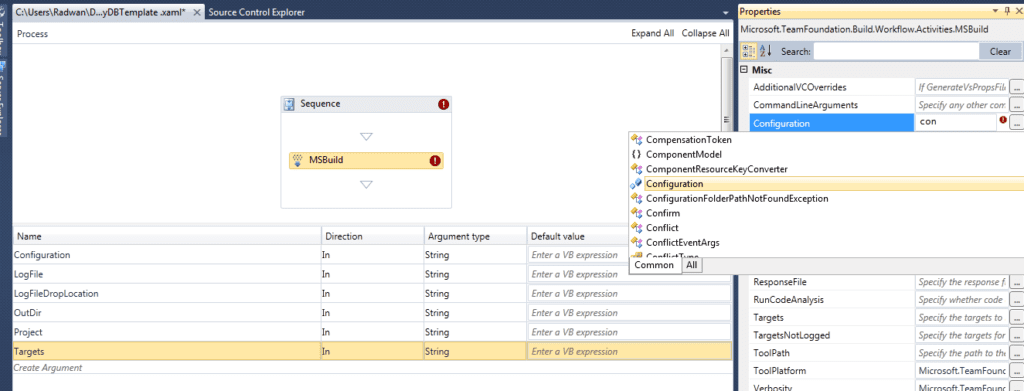 C:\Users\Radwan\D...yDBTemplate .xaml* Source Control Explorer
Process Expand All Collapse All
Sequence
MSBuild
Name Direction Argument type Default value
Configuration In String Enter a VB expression
LogFile In String Enter a VB expression
LogFileDropLocation In String Enter a VB expression
OutDir In String Enter a VB expression
Project In String Enter a VB expression
Targets In String Enter a VB expression
Create Argument
Properties
Microsoft.TeamFoundation.Build.Workflow.Activities.MSBuild
Search: Clear
Misc
AdditionalVCOverrides If GenerateVsPropsFil ...
CommandLineArguments Specify any other com ...
Configuration con ...
CompensationToken
{ } ComponentModel
ComponentResourceKeyConverter
Configuration
ConfigurationFolderPathNotFoundException
Confirm
Conflict
ConflictEventArgs
ConflictType
Common All
ResponseFile Specify the response f ...
RunCodeAnalysis Specify whether code ...
Targets Specify the targets to ...
TargetsNotLogged Specify the targets for ...
ToolPath Specify the path to the ...
ToolPlatform Microsoft.TeamFound ...
Verbosity Microsoft.TeamFound